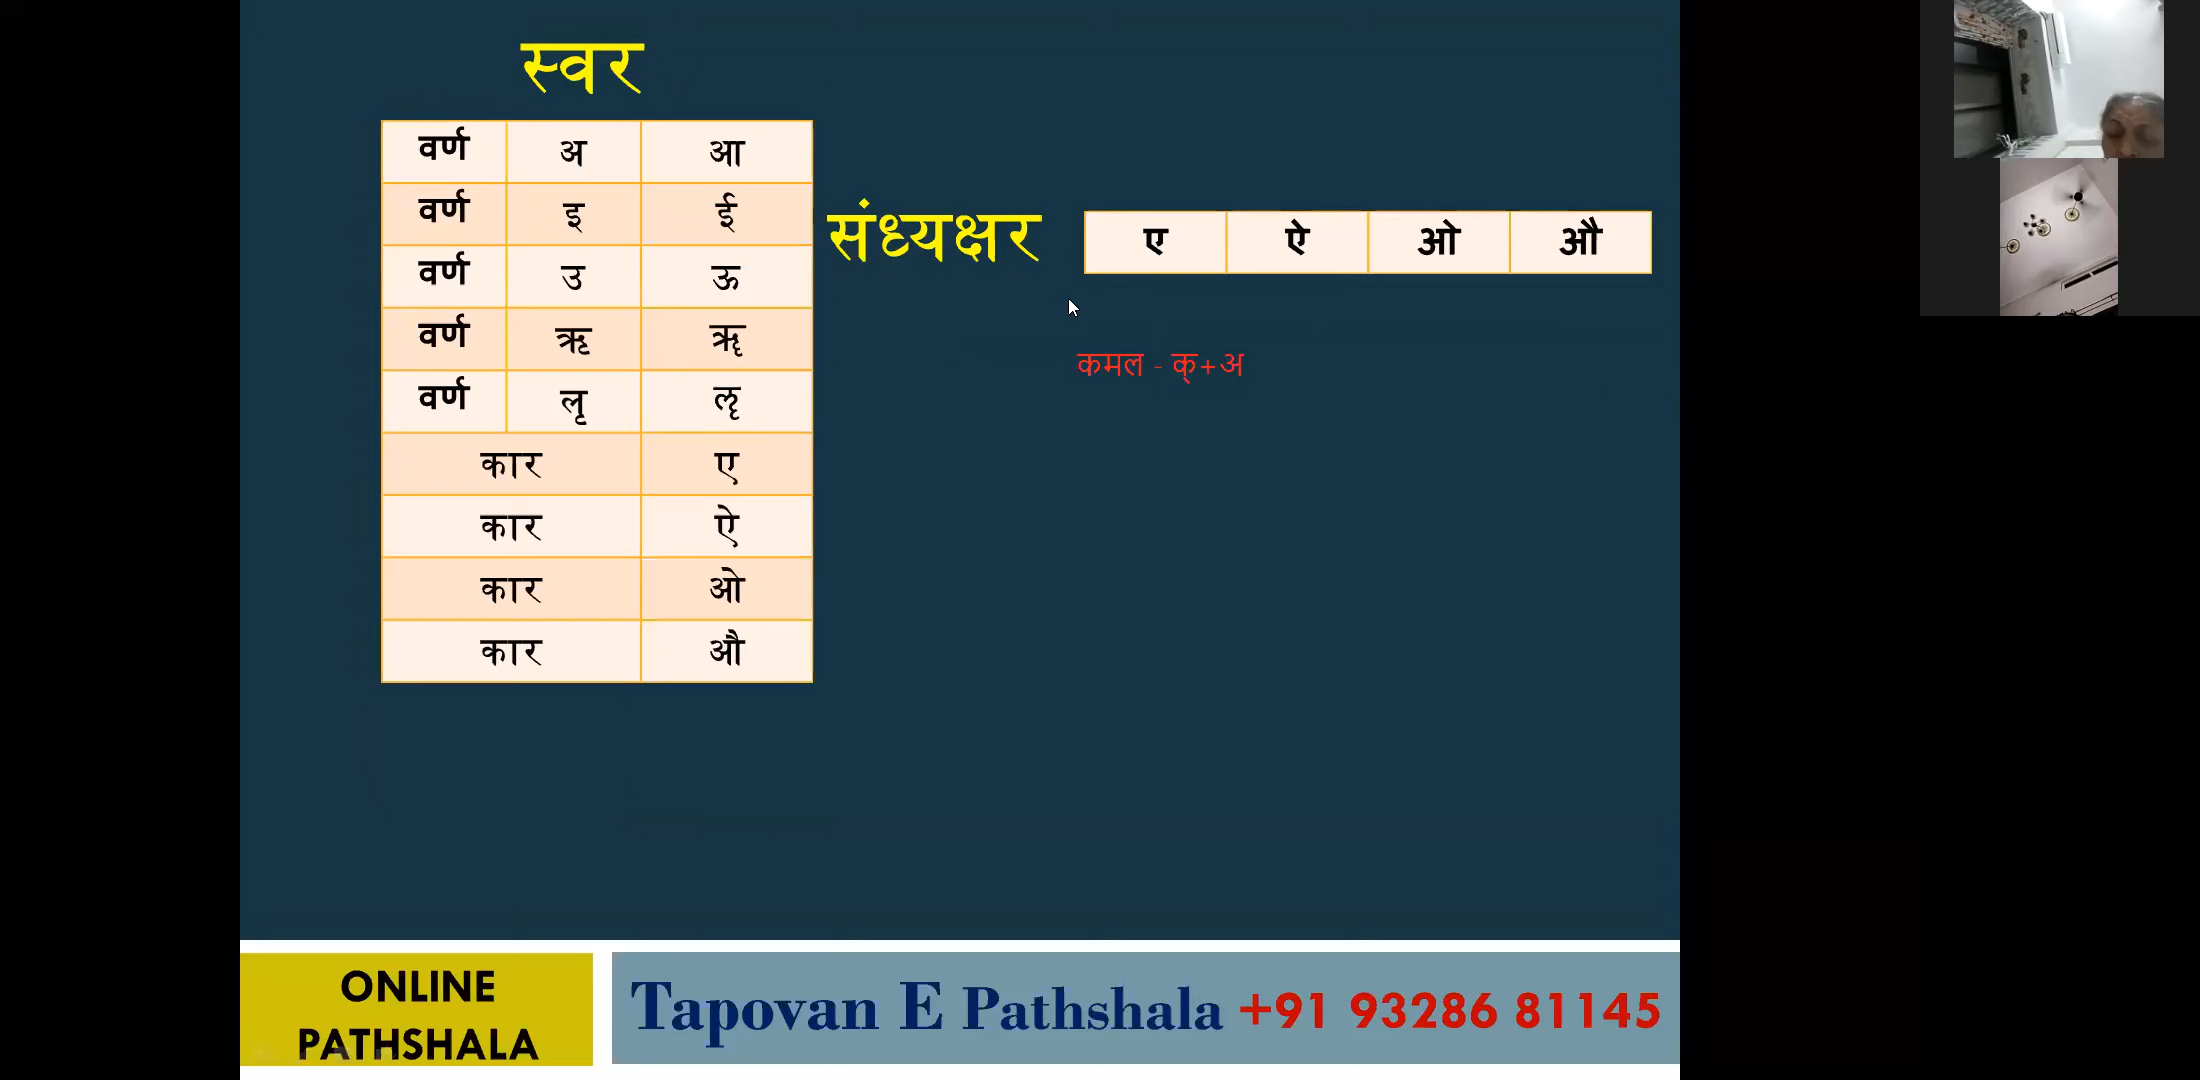 स्वर
वर्ण अ आ
वर्ण इ ई
वर्ण उ ऊ
वर्ण ऋ ॠ
वर्ण लृ ॡ
कार ए
कार ऐ
कार ओ
कार औ
संध्यक्षर ए ऐ ओ औ
कमल - क्+अ
ONLINE
PATHSHALA
Tapovan E Pathshala +91 93286 81145